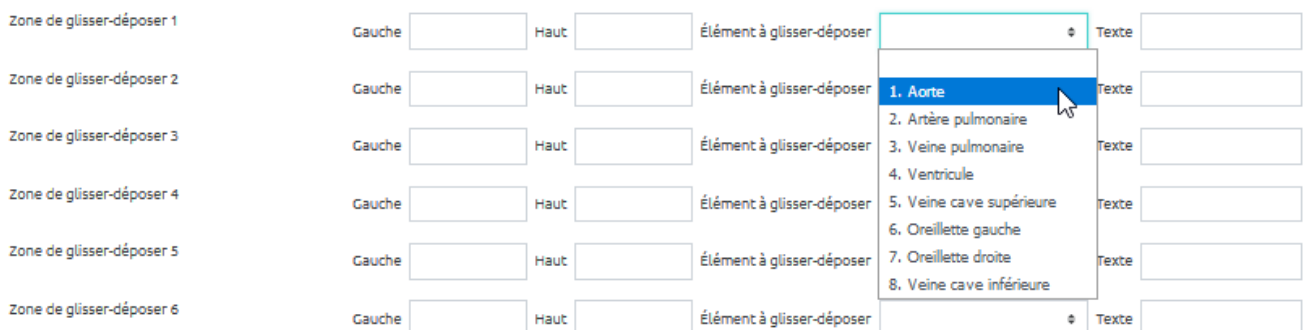 Zone de glisser-déposer 1 Gauche Haut Élément à glisser-déposer Texte
Zone de glisser-déposer 2 Gauche Haut Élément à glisser-déposer 1. Aorte Texte
2. Artère pulmonaire
Zone de glisser-déposer 3 Gauche Haut Élément à glisser-déposer 3. Veine pulmonaire Texte
4. Ventricule
Zone de glisser-déposer 4 Gauche Haut Élément à glisser-déposer 5. Veine cave supérieure Texte
6. Oreillette gauche
Zone de glisser-déposer 5 Gauche Haut Élément à glisser-déposer 7. Oreillette droite Texte
8. Veine cave inférieure
Zone de glisser-déposer 6 Gauche Haut Élément à glisser-déposer Texte